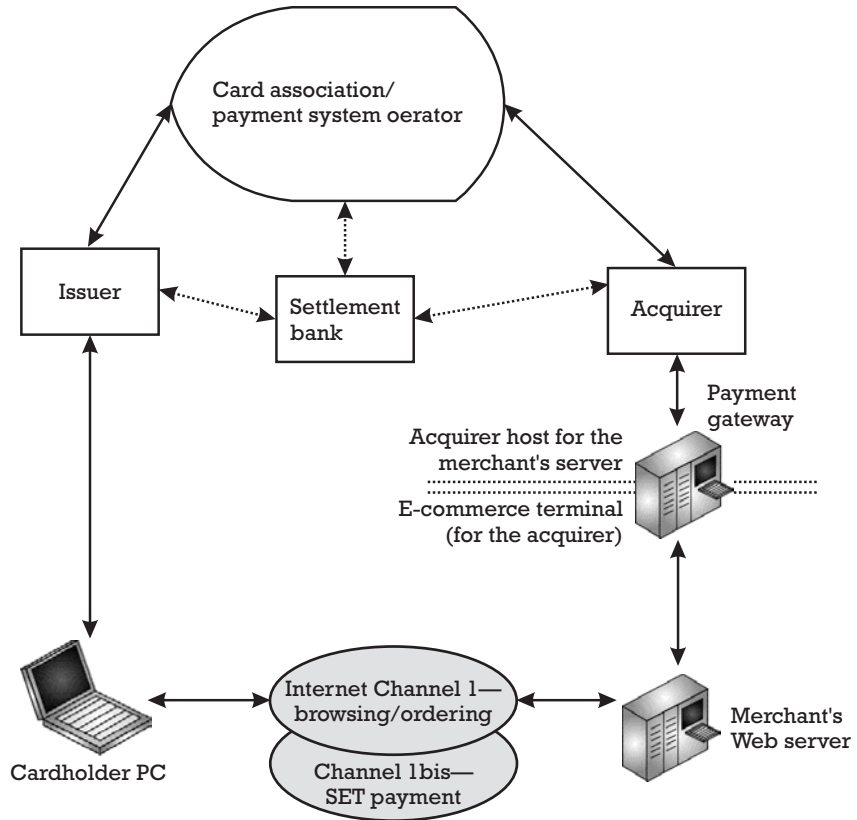 Card association/
payment system oerator
Issuer
Settlement
bank
Acquirer
Payment
gateway
Acquirer host for the
merchant's server
E-commerce terminal
(for the acquirer)
Internet Channel 1—
browsing/ordering
Channel 1bis—
SET payment
Cardholder PC
Merchant's
Web server